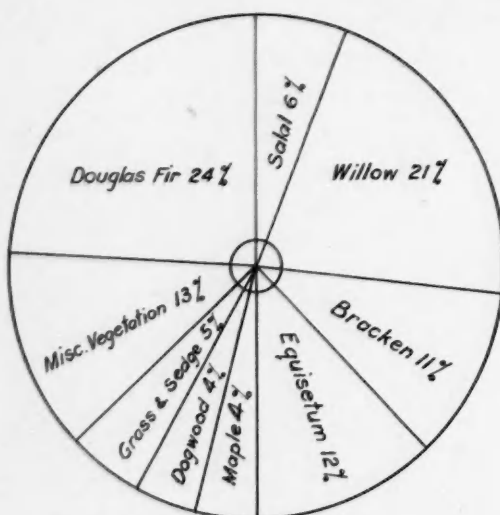 Salal 6%
Willow 21%
Bracken 11%
Equisetum 12%
Maple 4%
Dogwood 4%
Grass & Sedge 5%
Misc. Vegetation 13%
Douglas Fir 24%